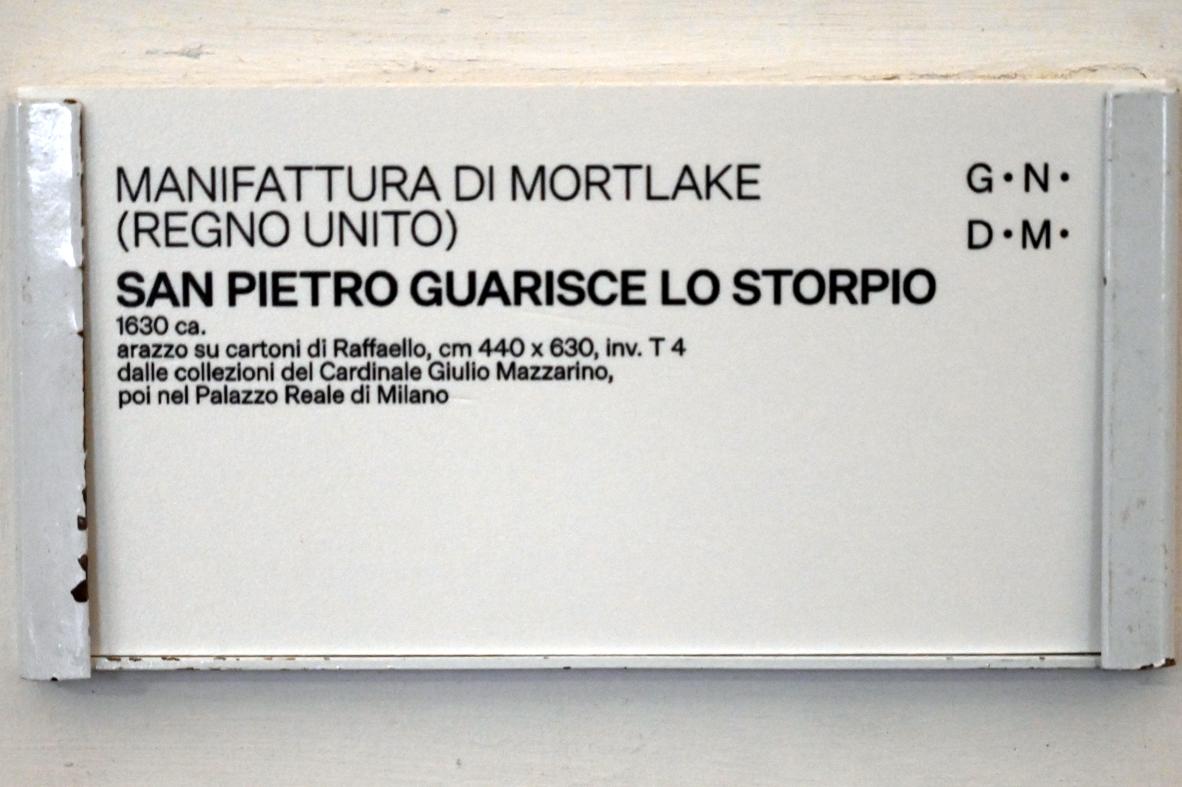 MANIFATTURA DI MORTLAKE
(REGNO UNITO)
SAN PIETRO GUARISCE LO STORPIO
1630 ca.
arazzo su cartoni di Raffaello, cm 440 x 630, inv. T 4
dalle collezioni del Cardinale Giulio Mazzarino,
poi nel Palazzo Reale di Milano
G·N·
D·M·